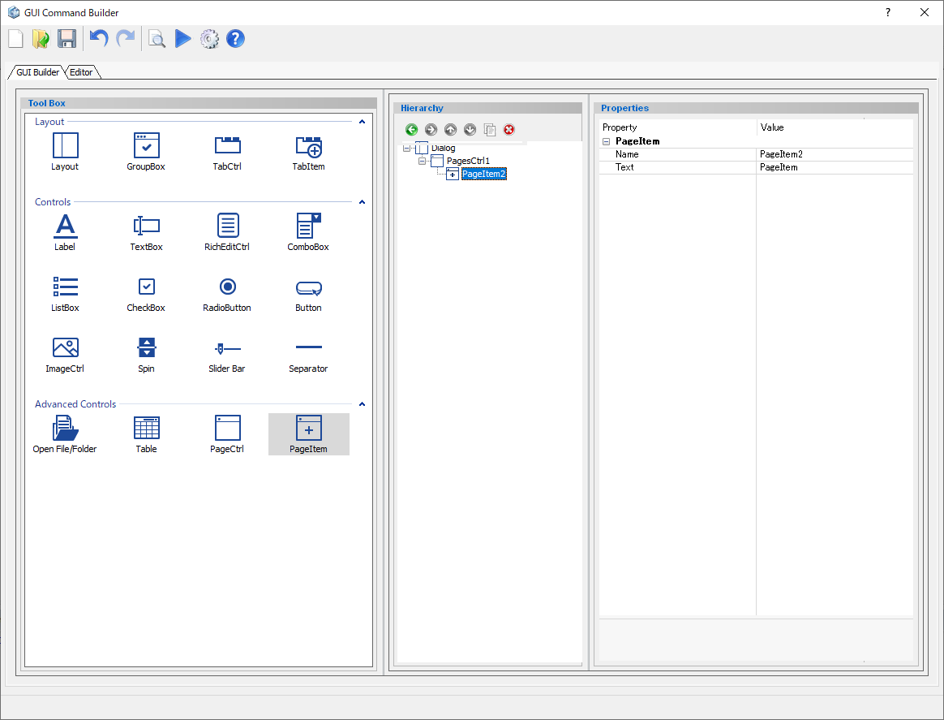 GUI Command Builder
?
GUI Builder Editor
Tool Box
Layout
Layout GroupBox TabCtrl TabItem
Controls
Label TextBox RichEditCtrl ComboBox
ListBox CheckBox RadioButton Button
ImageCtrl Spin Slider Bar Separator
Advanced Controls
Open File/Folder Table PageCtrl PageItem
Hierarchy
Dialog
PagesCtrl1
PageItem2
Properties
Property Value
PageItem
Name PageItem2
Text PageItem